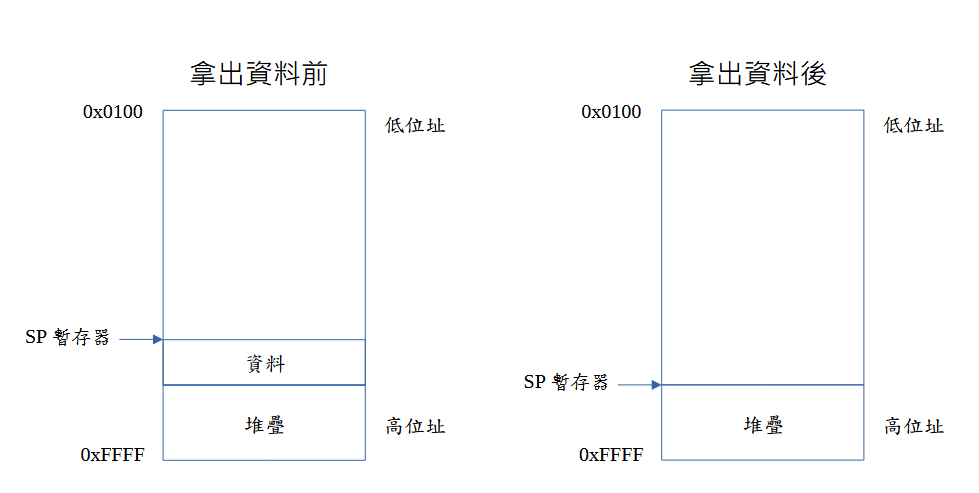 拿出資料前
0x0100
低位址
SP 暫存器
資料
堆疊
高位址
0xFFFF
拿出資料後
0x0100
低位址
SP 暫存器
堆疊
高位址
0xFFFF